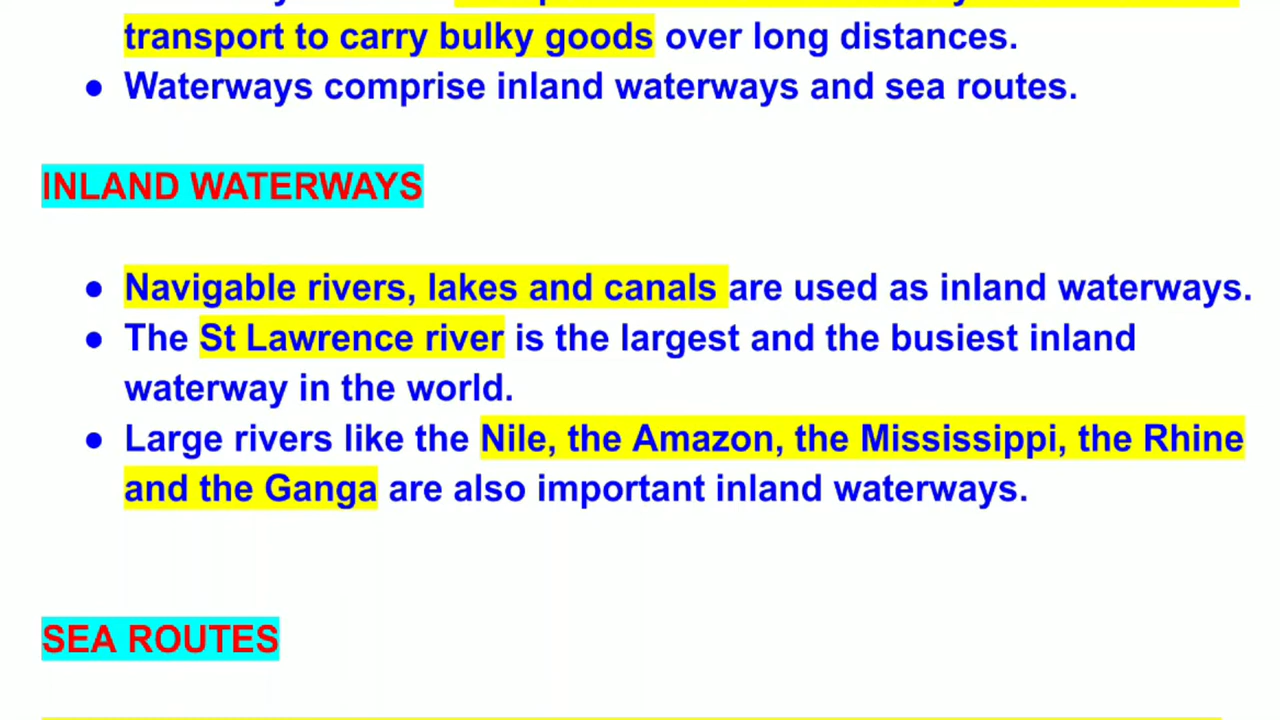 transport to carry bulky goods over long distances.
● Waterways comprise inland waterways and sea routes.
INLAND WATERWAYS
● Navigable rivers, lakes and canals are used as inland waterways.
● The St Lawrence river is the largest and the busiest inland
waterway in the world.
● Large rivers like the Nile, the Amazon, the Mississippi, the Rhine
and the Ganga are also important inland waterways.
SEA ROUTES